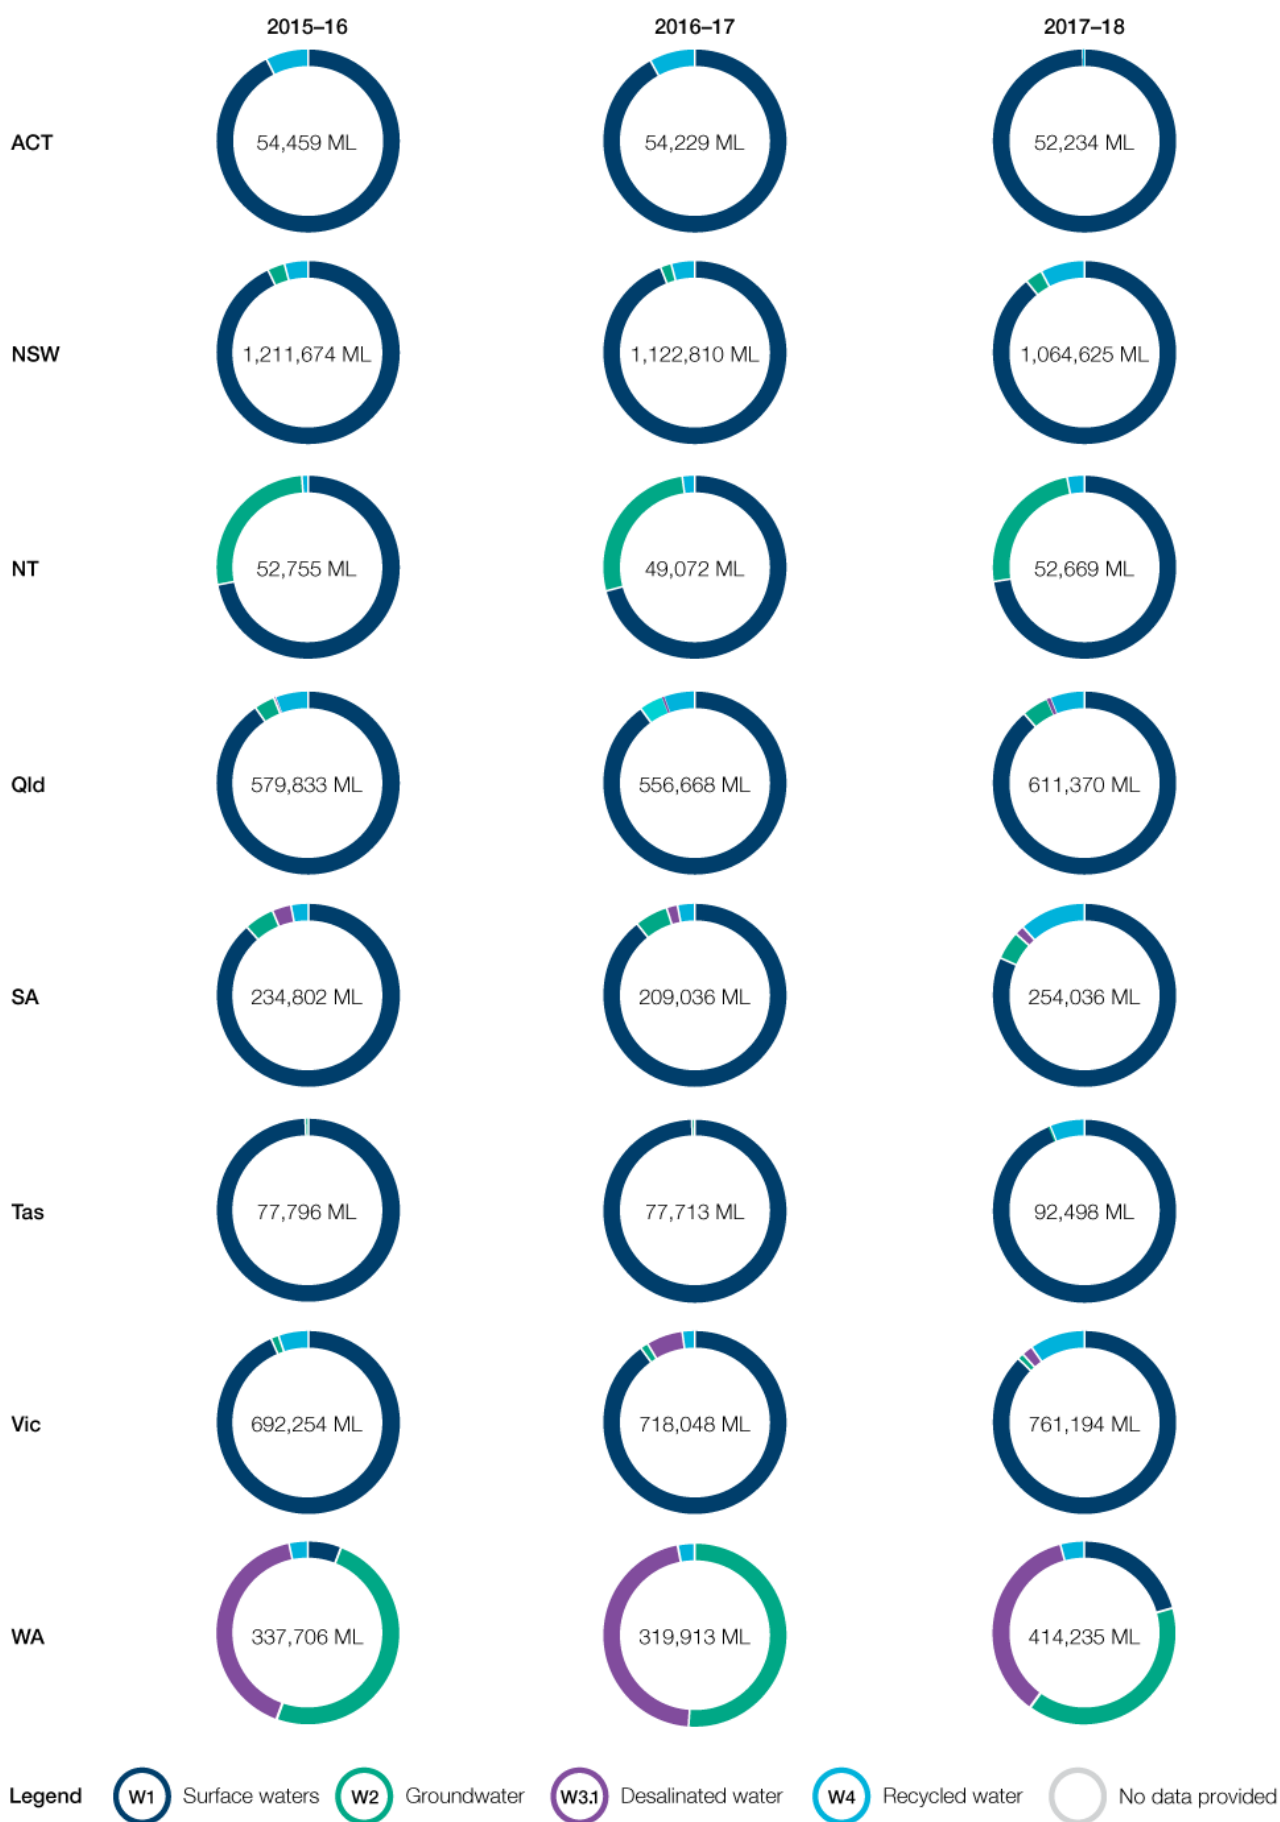 2015–16 2016–17 2017–18
ACT 54,459 ML 54,229 ML 52,234 ML
NSW 1,211,674 ML 1,122,810 ML 1,064,625 ML
NT 52,755 ML 49,072 ML 52,669 ML
Qld 579,833 ML 556,668 ML 611,370 ML
SA 234,802 ML 209,036 ML 254,036 ML
Tas 77,796 ML 77,713 ML 92,498 ML
Vic 692,254 ML 718,048 ML 761,194 ML
WA 337,706 ML 319,913 ML 414,235 ML
Legend W1 Surface waters W2 Groundwater W3.1 Desalinated water W4 Recycled water No data provided